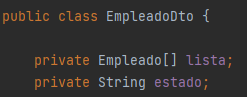 public class EmpleadoDto {
private Empleado[] lista;
private String estado;